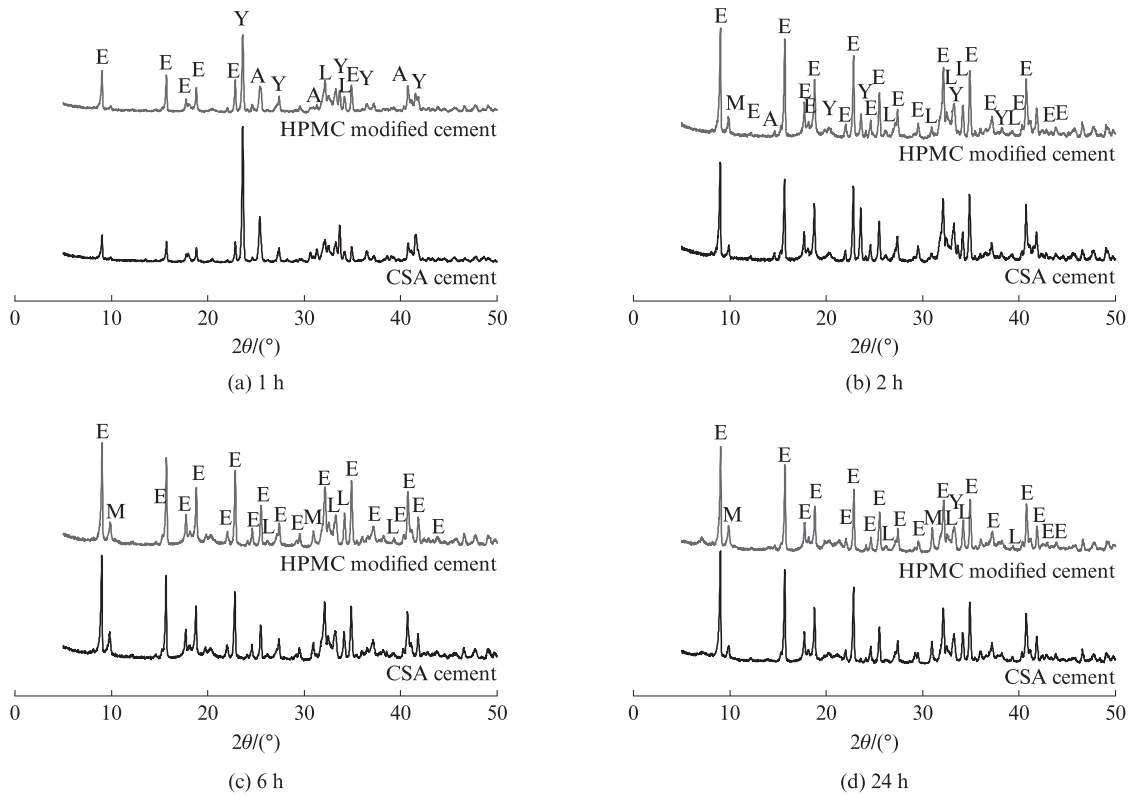 Y
E E E E E A Y A L Y L E Y A Y
HPMC modified cement
CSA cement
0 10 20 30 40 50
2θ/(°)
(a) 1 h
E M E A E E E E Y E E Y E E L E E L E L L Y E E Y L E E E E
HPMC modified cement
CSA cement
0 10 20 30 40 50
2θ/(°)
(b) 2 h
E M E E E E E E E L E E M E L L E E L E E E E
HPMC modified cement
CSA cement
0 10 20 30 40 50
2θ/(°)
(c) 6 h
E M E E E E E E E L E E M E L Y L E E L E E E E
HPMC modified cement
CSA cement
0 10 20 30 40 50
2θ/(°)
(d) 24 h